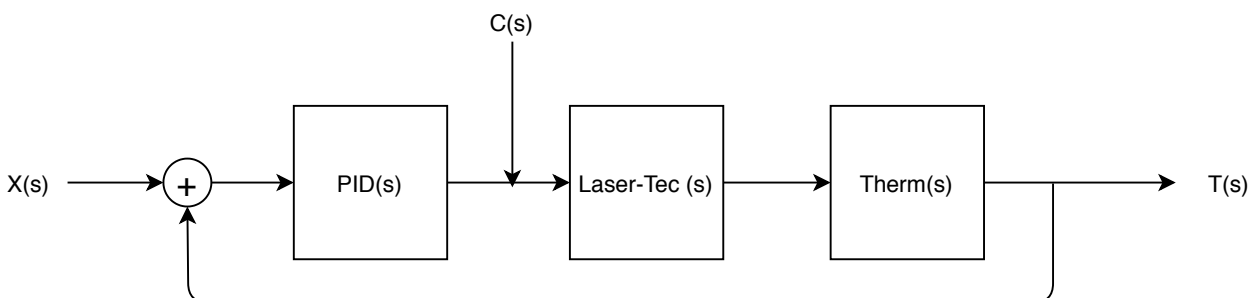 C(s)
X(s)
+
PID(s)
Laser-Tec (s)
Therm(s)
T(s)